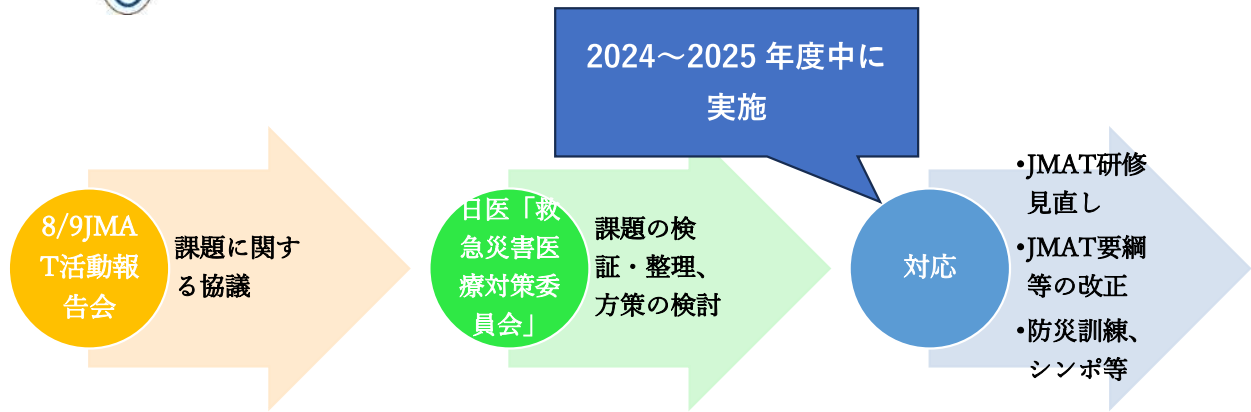 2024～2025 年度中に
実施
8/9JMA
T活動報
告会
課題に関す
る協議
日医「救
急災害医
療対策委
員会」
課題の検
証・整理、
方策の検討
対応
•JMAT研修
見直し
•JMAT要綱
等の改正
•防災訓練、
シンポ等